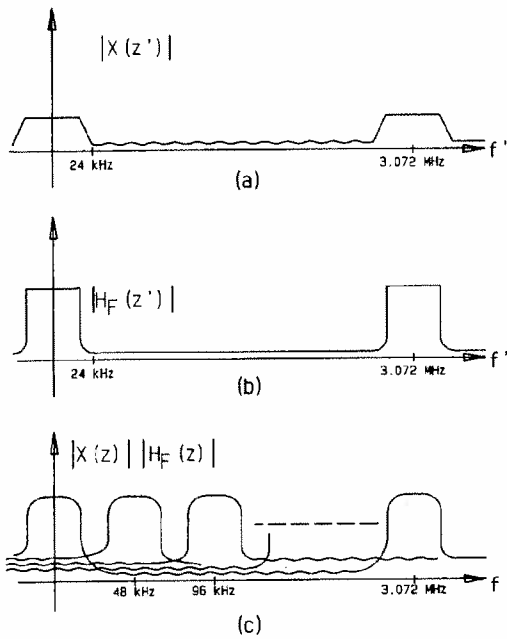 |X(z')|
24 kHz
3.072 MHz
f'
(a)
|H_F(z')|
24 kHz
3.072 MHz
f'
(b)
|X(z)| |H_F(z)|
48 kHz
96 kHz
3.072 MHz
f
(c)